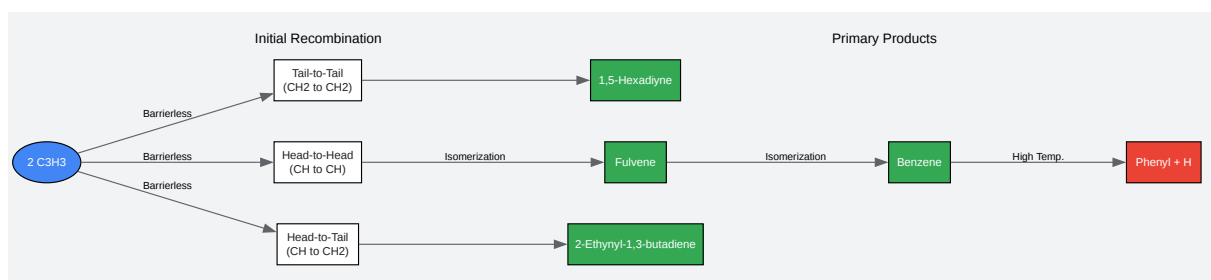 Initial Recombination
Primary Products
Tail-to-Tail
(CH2 to CH2)
1,5-Hexadiyne
Barrierless
2 C3H3
Barrierless
Head-to-Head
(CH to CH)
Isomerization
Fulvene
Isomerization
Benzene
High Temp.
Phenyl + H
Barrierless
Head-to-Tail
(CH to CH2)
2-Ethynyl-1,3-butadiene